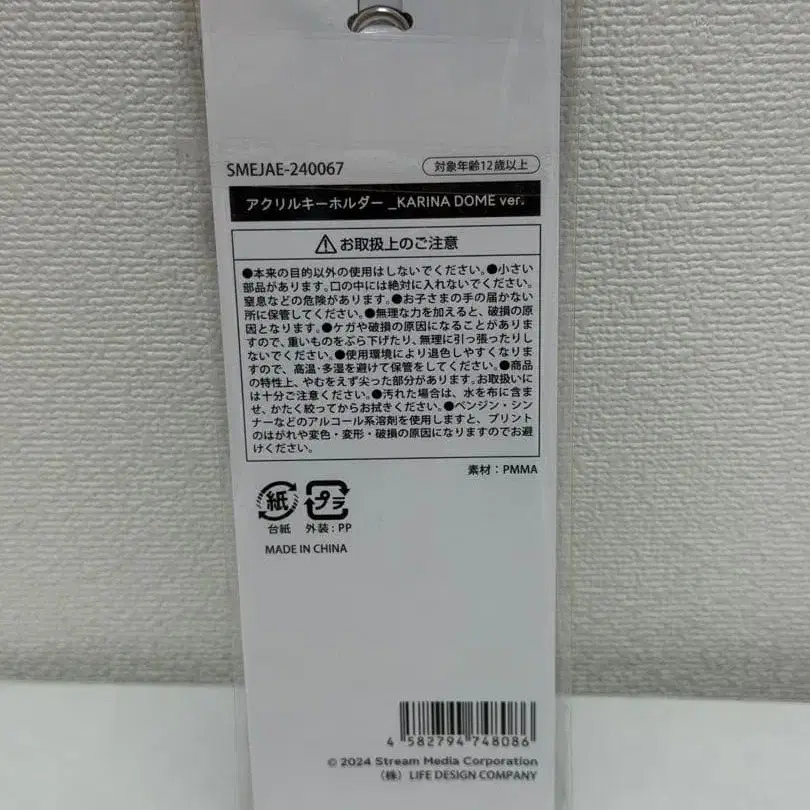 SMEJAE-240067 対象年齢12歳以上
アクリルキーホルダー _KARINA DOME ver.
⚠お取扱上のご注意
●本来の目的以外の使用はしないでください。●小さい
部品があります。口の中には絶対に入れないでください。
窒息などの危険があります。●お子さまの手の届かない
所に保管してください。●無理な力を加えると、破損の原
因となります。●ケガや破損の原因になることがありま
すので、重いものをぶら下げたり、無理に引っ張ったりし
ないでください。●使用環境により退色しやすくなりま
すので、高温・多湿を避けて保管をしてください。●商品
の特性上、やむをえず尖った部分があります。お取扱いに
は十分ご注意ください。●汚れた場合は、水を布に含ま
せ、かたく絞ってからお拭きください。●ベンジン・シン
ナーなどのアルコール系溶剤を使用しますと、プリント
のはがれや変色・変形・破損の原因になりますのでお避
けください。
素材：PMMA
紙 プラ
台紙 外装：PP
MADE IN CHINA
4 582794 748086
© 2024 Stream Media Corporation
（株） LIFE DESIGN COMPANY